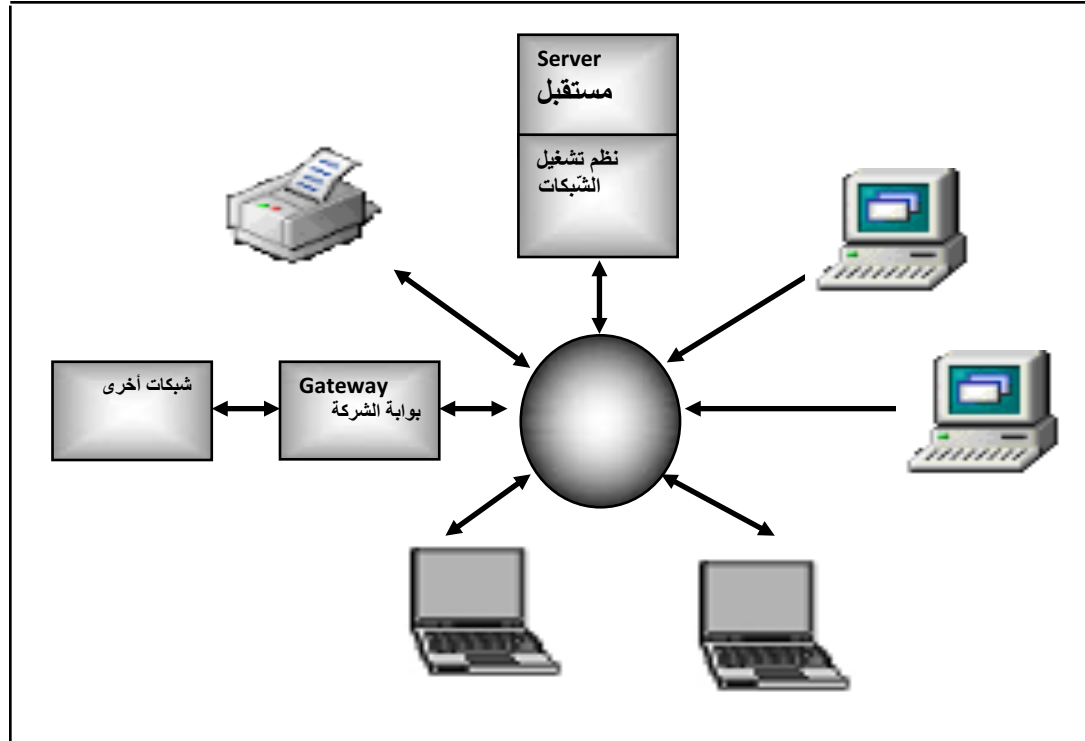 Server
مستقبل
نظم تشغيل
الشّبكات
شبكات أخرى
Gateway
بوابة الشركة